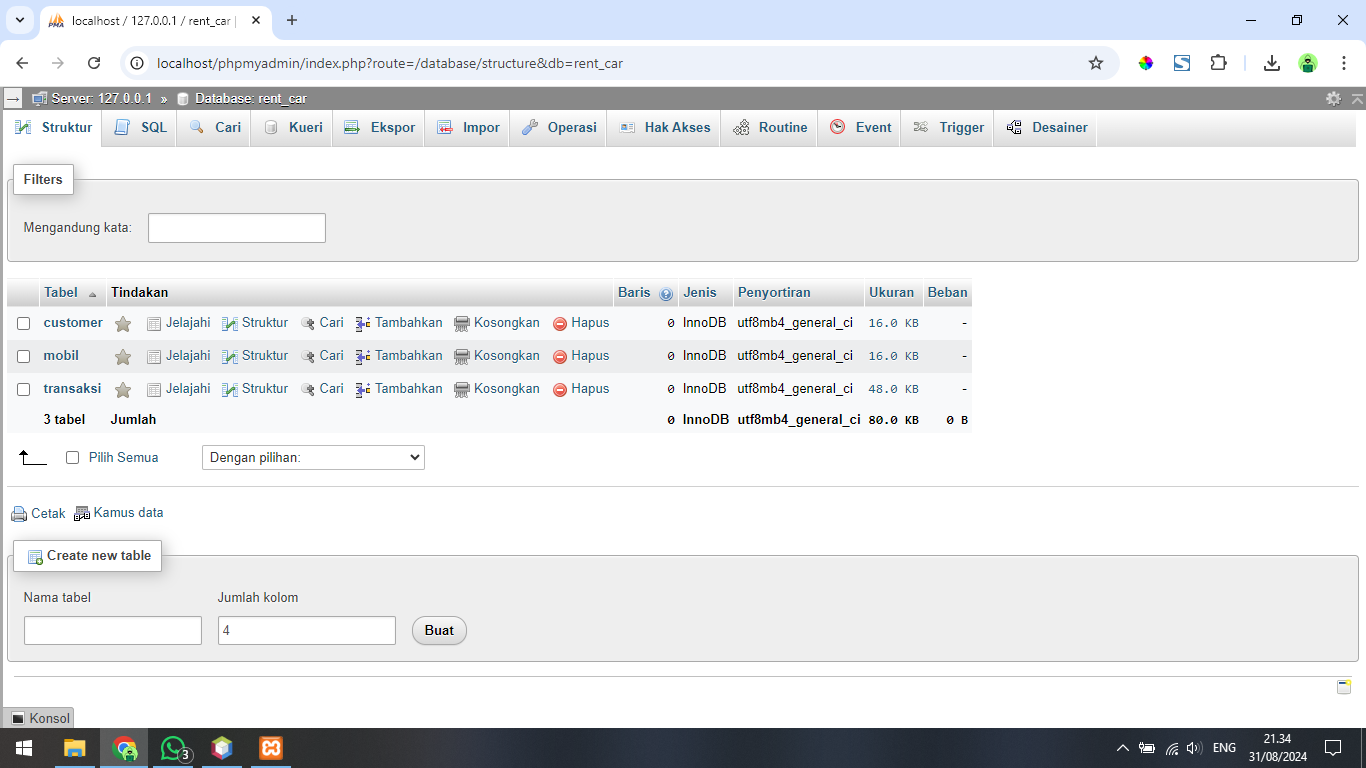 localhost / 127.0.0.1 / rent_car |
localhost/phpmyadmin/index.php?route=/database/structure&db=rent_car
Server: 127.0.0.1 » Database: rent_car
Struktur SQL Cari Kueri Ekspor Impor Operasi Hak Akses Routine Event Trigger Desainer
Filters
Mengandung kata:
Tabel Tindakan Baris Jenis Penyortiran Ukuran Beban
customer Jelajahi Struktur Cari Tambahkan Kosongkan Hapus 0 InnoDB utf8mb4_general_ci 16.0 KB -
mobil Jelajahi Struktur Cari Tambahkan Kosongkan Hapus 0 InnoDB utf8mb4_general_ci 16.0 KB -
transaksi Jelajahi Struktur Cari Tambahkan Kosongkan Hapus 0 InnoDB utf8mb4_general_ci 48.0 KB -
3 tabel Jumlah 0 InnoDB utf8mb4_general_ci 80.0 KB 0 B
Pilih Semua Dengan pilihan:
Cetak Kamus data
Create new table
Nama tabel Jumlah kolom
4 Buat
Konsol
3 ENG 21.34
31/08/2024